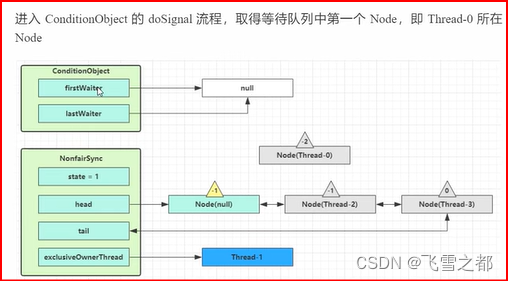 进入 ConditionObject 的 doSignal 流程，取得等待队列中第一个 Node，即 Thread-0 所在
Node
ConditionObject
firstWaiter
null
lastWaiter
-2
Node(Thread-0)
NonfairSync
state = 1
-1
-1
0
head
Node(null)
Node(Thread-2)
Node(Thread-3)
tail
exclusiveOwnerThread
Thread-1
CSDN @飞雪之都